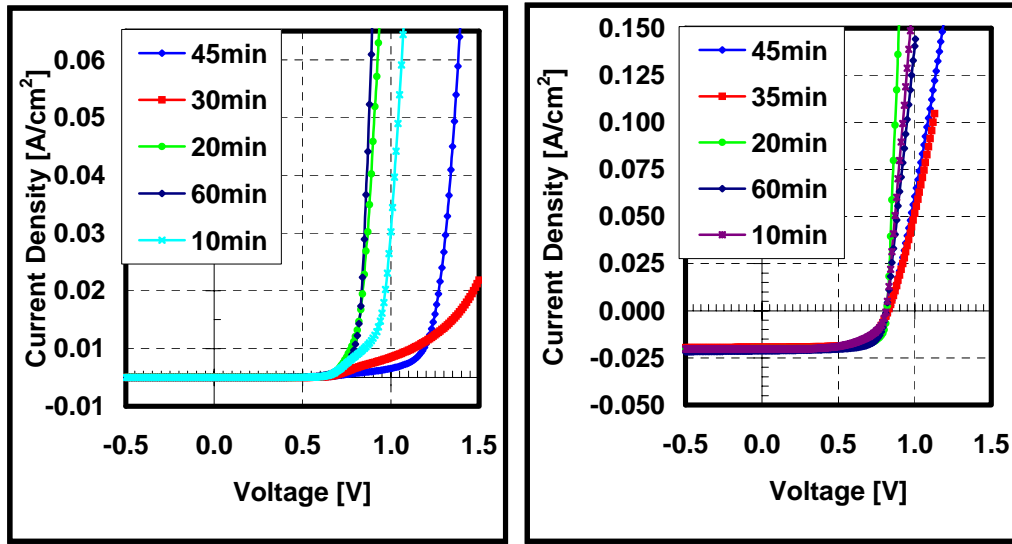 Current Density [A/cm²]
0.06
0.05
0.04
0.03
0.02
0.01
-0.01
45min
30min
20min
60min
10min
-0.5 0.0 0.5 1.0 1.5
Voltage [V]
Current Density [A/cm²]
0.150
0.125
0.100
0.075
0.050
0.025
0.000
-0.025
-0.050
45min
35min
20min
60min
10min
-0.5 0.0 0.5 1.0 1.5
Voltage [V]